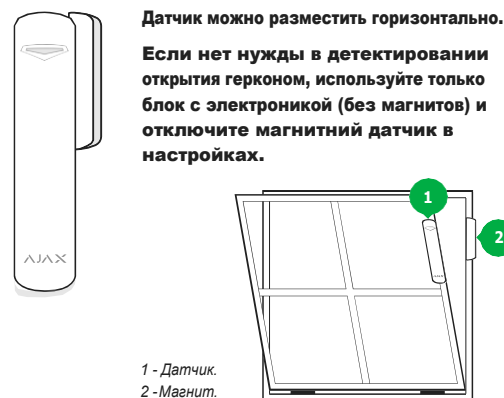 Датчик можно разместить горизонтально.
Если нет нужды в детектировании
открытия герконом, используйте только
блок с электроникой (без магнитов) и
отключите магнитний датчик в
настройках.
1
2
AJAX
AJAX
1 - Датчик.
2 - Магнит.